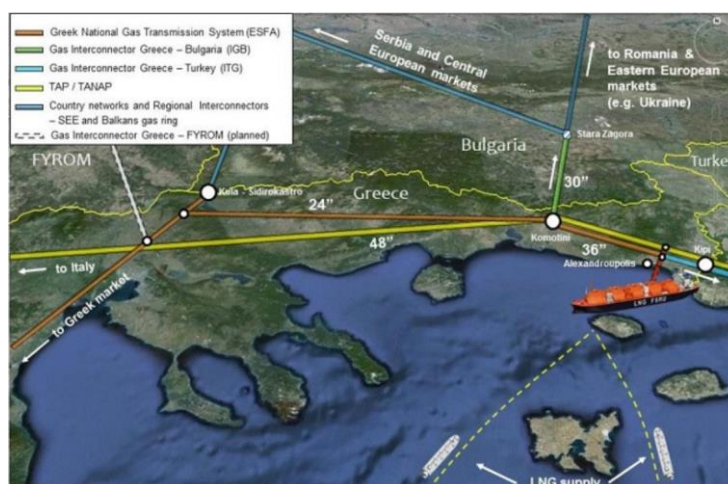 Greek National Gas Transmission System (ESFA)
Gas Interconnector Greece – Bulgaria (IGB)
Gas Interconnector Greece – Turkey (ITG)
TAP / TANAP
Country networks and Regional Interconnectors
– SEE and Balkans gas ring
Gas Interconnector Greece – FYROM (planned)
Serbia and Central
European markets
to Romania &
Eastern European
markets
(e.g. Ukraine)
Stara Zagora
Bulgaria
FYROM
Turke
Kula - Sidirokastro
Greece
30”
24”
Komotini
48”
36”
Kipi
Alexandroupolis
to Italy
LNG FSRU
to Greek market
LNG supply